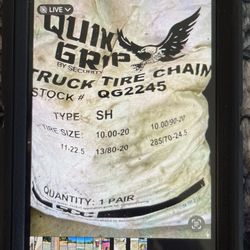 LIVE
QUIK
GRIP
BY SECURITY
TRUCK TIRE CHAIN
STOCK # QG2245
TYPE SH
TIRE SIZE: 10.00-20 10.00/90-20
11-22.5 13/80-20 285/70-24.5
QUANTITY: 1 PAIR